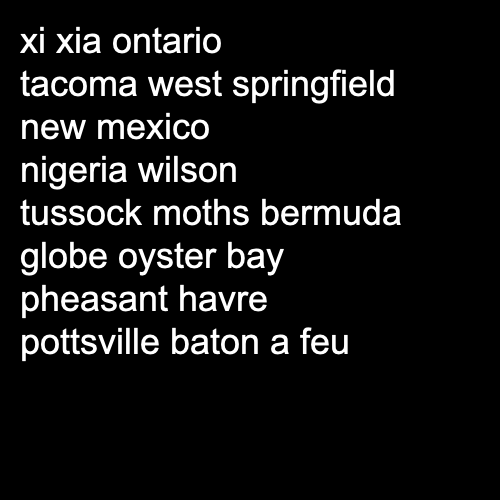 xi xia ontario
tacoma west springfield
new mexico
nigeria wilson
tussock moths bermuda
globe oyster bay
pheasant havre
pottsville baton a feu